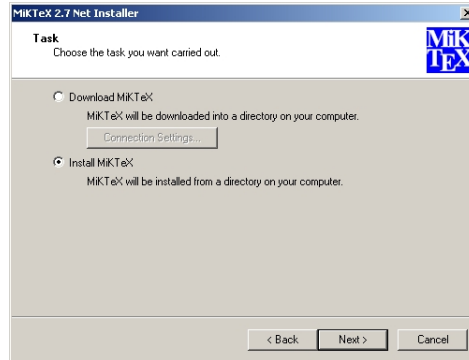 MiKTeX 2.7 Net Installer
Task
Choose the task you want carried out.
MiK
TEX
Download MiKTeX
MiKTeX will be downloaded into a directory on your computer.
Connection Settings...
Install MiKTeX
MiKTeX will be installed from a directory on your computer.
< Back
Next >
Cancel